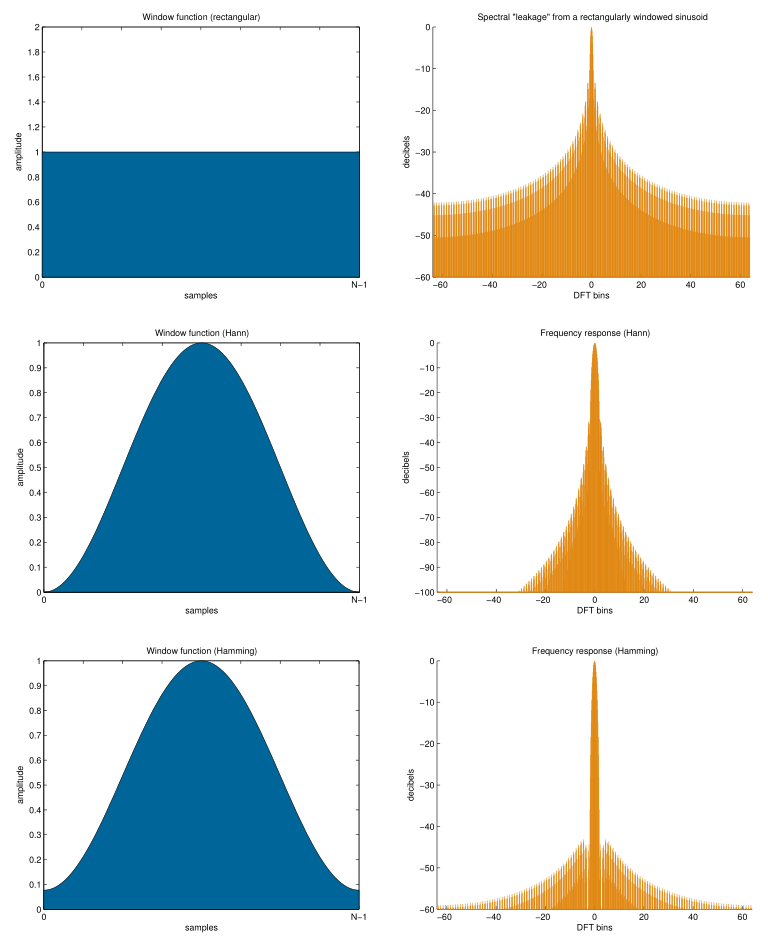 Window function (rectangular)
2
1.8
1.6
1.4
1.2
1
0.8
0.6
0.4
0.2
0
amplitude
0
N−1
samples
Spectral "leakage" from a rectangularly windowed sinusoid
0
−10
−20
−30
−40
−50
−60
decibels
−60 −40 −20 0 20 40 60
DFT bins
Window function (Hann)
1
0.9
0.8
0.7
0.6
0.5
0.4
0.3
0.2
0.1
0
amplitude
0
N−1
samples
Frequency response (Hann)
0
−10
−20
−30
−40
−50
−60
−70
−80
−90
−100
decibels
−60 −40 −20 0 20 40 60
DFT bins
Window function (Hamming)
1
0.9
0.8
0.7
0.6
0.5
0.4
0.3
0.2
0.1
0
amplitude
0
N−1
samples
Frequency response (Hamming)
0
−10
−20
−30
−40
−50
−60
decibels
−60 −40 −20 0 20 40 60
DFT bins